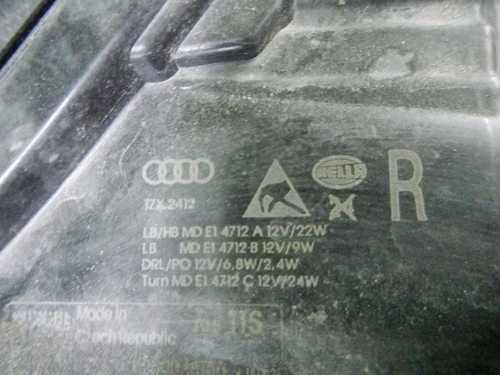 HELLA
R
1ZX 2412
LB/HB MD E1 4712 A 12V/22W
LB MD E1 4712-B 12V/9W
DRL/PO 12V/6,8W/2,4W
Turn MD E1 4712 C 12V/24W
Made in 11S
Czech Republic